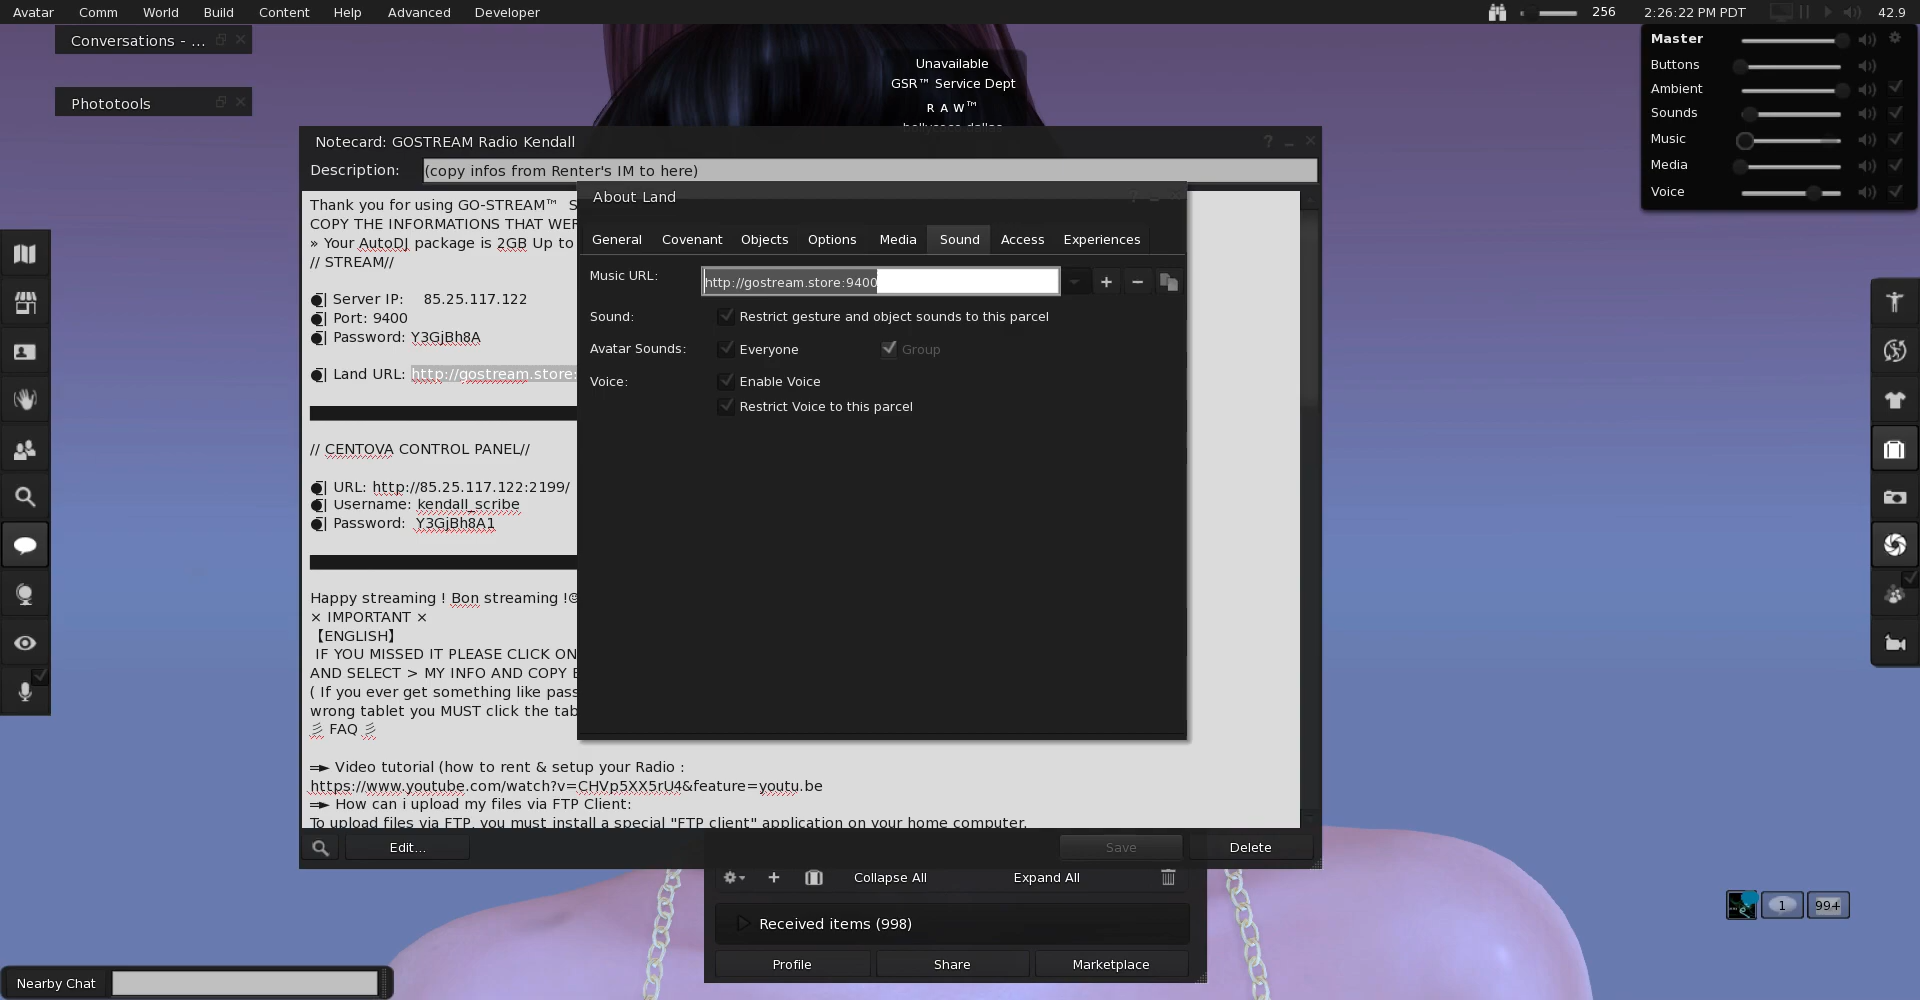 Avatar Comm World Build Content Help Advanced Developer 256 2:26:22 PM PDT 42.9
Conversations - ...
Phototools
Unavailable
GSR™ Service Dept
R A W™
Master
Buttons
Ambient
Sounds
Music
Media
Voice
Notecard: GOSTREAM Radio Kendall
Description: (copy infos from Renter's IM to here)
Thank you for using GO-STREAM™ S
COPY THE INFORMATIONS THAT WER
» Your AutoDJ package is 2GB Up to
// STREAM//
●| Server IP: 85.25.117.122
●| Port: 9400
●| Password: Y3GjBh8A
●| Land URL: http://gostream.store:
// CENTOVA CONTROL PANEL//
●| URL: http://85.25.117.122:2199/
●| Username: kendall_scribe
●| Password: Y3GjBh8A1
Happy streaming ! Bon streaming !☺
× IMPORTANT ×
【ENGLISH】
IF YOU MISSED IT PLEASE CLICK ON
AND SELECT > MY INFO AND COPY E
( If you ever get something like pass
wrong tablet you MUST click the tab
彡 FAQ 彡
═► Video tutorial (how to rent & setup your Radio :
https://www.youtube.com/watch?v=CHVp5XX5rU4&feature=youtu.be
═► How can i upload my files via FTP Client:
To upload files via FTP, you must install a special "FTP client" application on your home computer.
Edit... Save Delete
About Land
General Covenant Objects Options Media Sound Access Experiences
Music URL: http://gostream.store:9400
Sound: Restrict gesture and object sounds to this parcel
Avatar Sounds: Everyone Group
Voice: Enable Voice
Restrict Voice to this parcel
Collapse All Expand All
Received items (998)
Profile Share Marketplace
1 99+
Nearby Chat